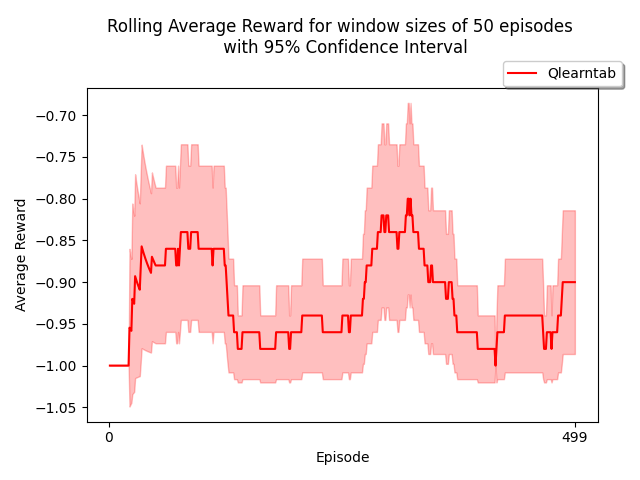 Rolling Average Reward for window sizes of 50 episodes
with 95% Confidence Interval
Qlearntab
−0.70
−0.75
−0.80
−0.85
−0.90
−0.95
−1.00
−1.05
Average Reward
0
499
Episode